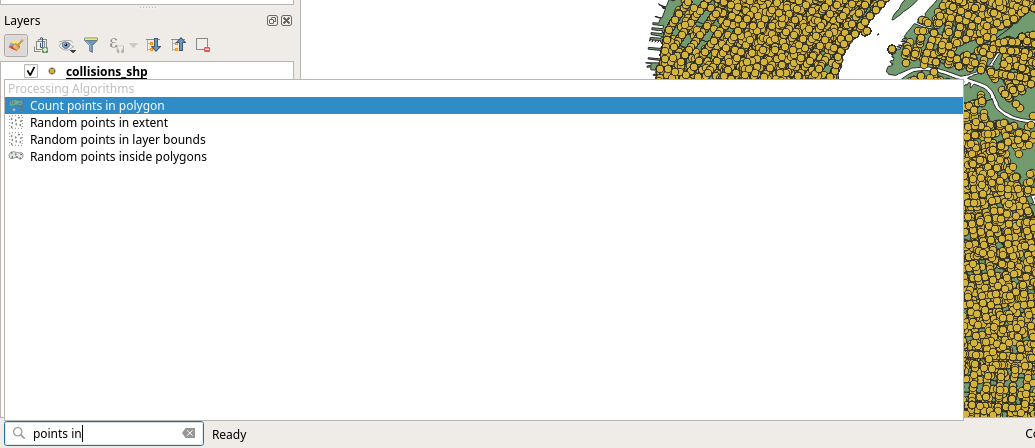 Layers
collisions_shp
Processing Algorithms
Count points in polygon
Random points in extent
Random points in layer bounds
Random points inside polygons
points in
Ready